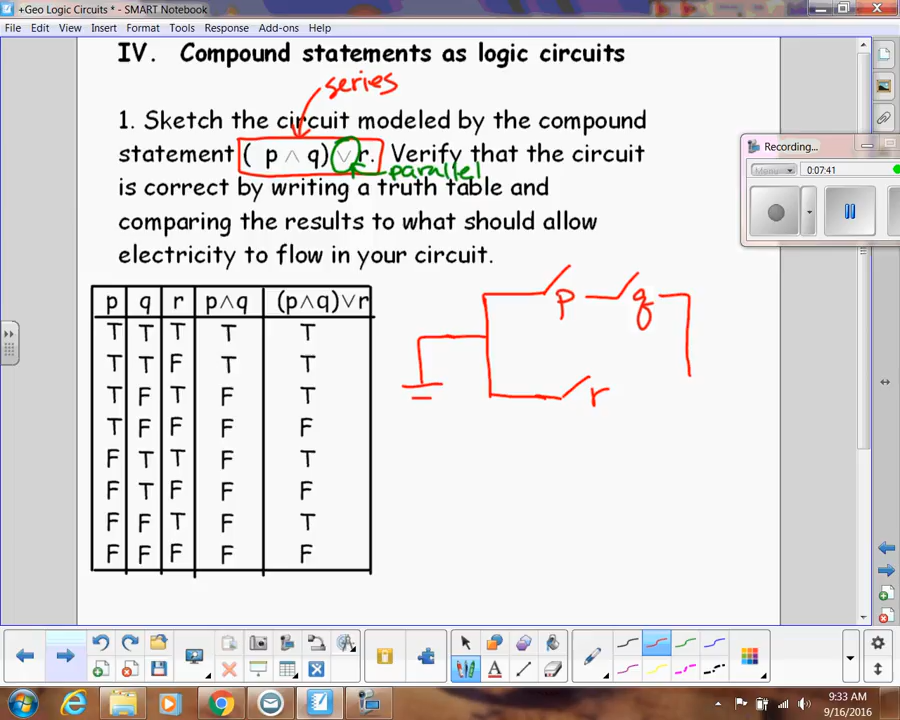 +Geo Logic Circuits * - SMART Notebook
File Edit View Insert Format Tools Response Add-ons Help
IV. Compound statements as logic circuits
series
1. Sketch the circuit modeled by the compound
statement ( p ∧ q) ∨ r. Verify that the circuit
parallel
is correct by writing a truth table and
comparing the results to what should allow
electricity to flow in your circuit.
Recording...
Menu
0:07:41
p q r p∧q (p∧q)∨r
T T T T T
T T F T T
T F T F T
T F F F F
F T T F T
F T F F F
F F T F T
F F F F F
p q
r
9:33 AM
9/16/2016